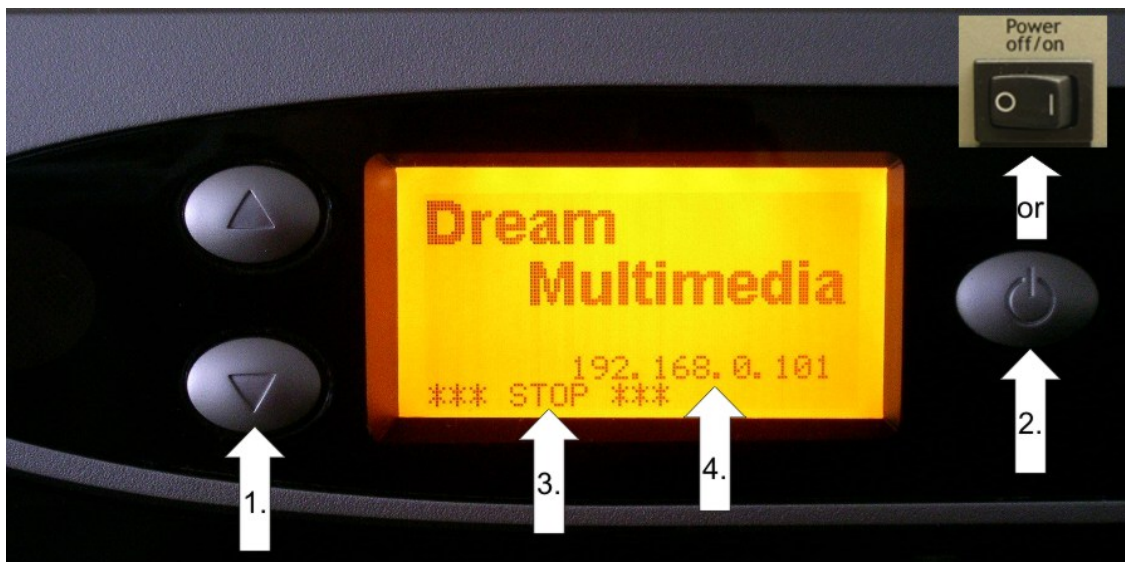 Power
off/on
O I
or
Dream
Multimedia
192.168.0.101
*** STOP ***
1.
2.
3.
4.